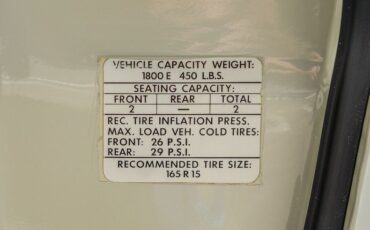 VEHICLE CAPACITY WEIGHT:
1800 E 450 L.B.S.
SEATING CAPACITY:
FRONT REAR TOTAL
2 — 2
REC. TIRE INFLATION PRESS.
MAX. LOAD VEH. COLD TIRES:
FRONT: 26 P.S.I.
REAR: 29 P.S.I.
RECOMMENDED TIRE SIZE:
165 R 15